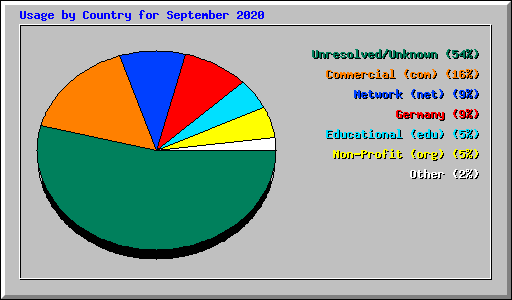 Usage by Country for September 2020
Unresolved/Unknown (54%)
Commercial (com) (16%)
Network (net) (9%)
Germany (9%)
Educational (edu) (5%)
Non-Profit (org) (5%)
Other (2%)